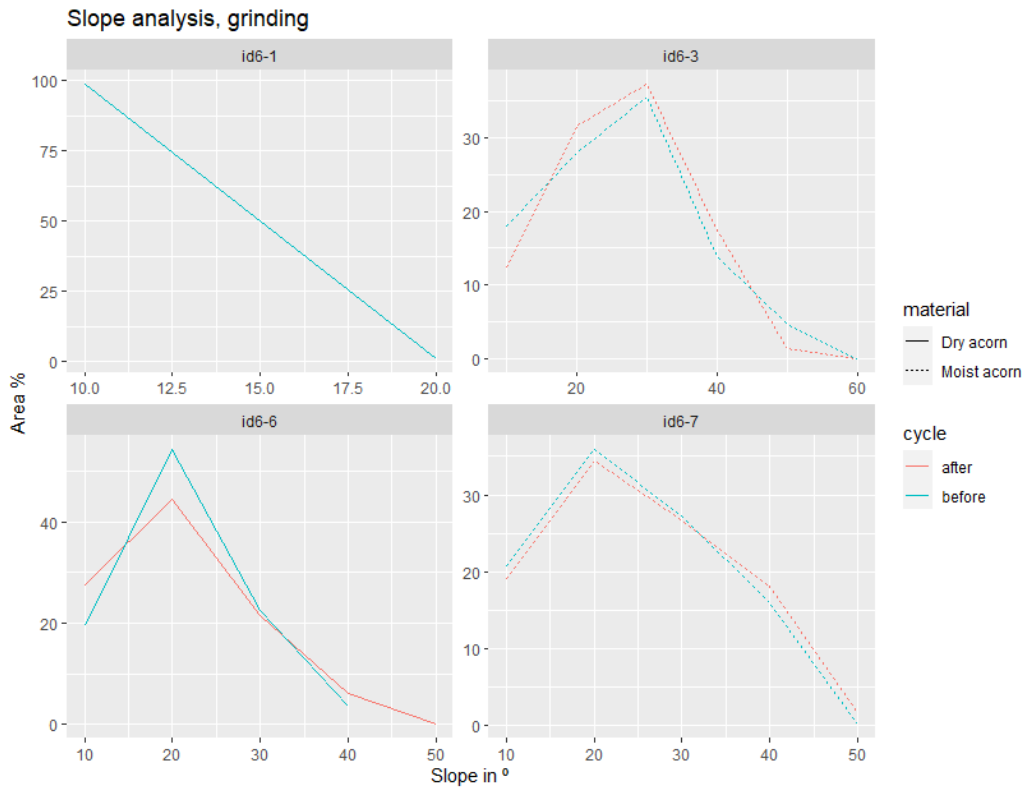 Slope analysis, grinding
id6-1
id6-3
100
75
50
25
0
10.0 12.5 15.0 17.5 20.0
30
20
10
0
20 40 60
Area %
id6-6
id6-7
40
20
0
10 20 30 40 50
30
20
10
0
10 20 30 40 50
Slope in º
material
Dry acorn
Moist acorn
cycle
after
before